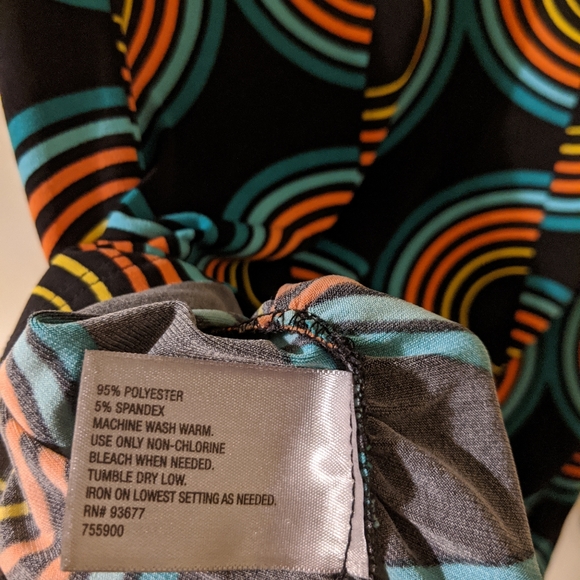 95% POLYESTER
5% SPANDEX
MACHINE WASH WARM.
USE ONLY NON-CHLORINE
BLEACH WHEN NEEDED.
TUMBLE DRY LOW.
IRON ON LOWEST SETTING AS NEEDED.
RN# 93677
755900